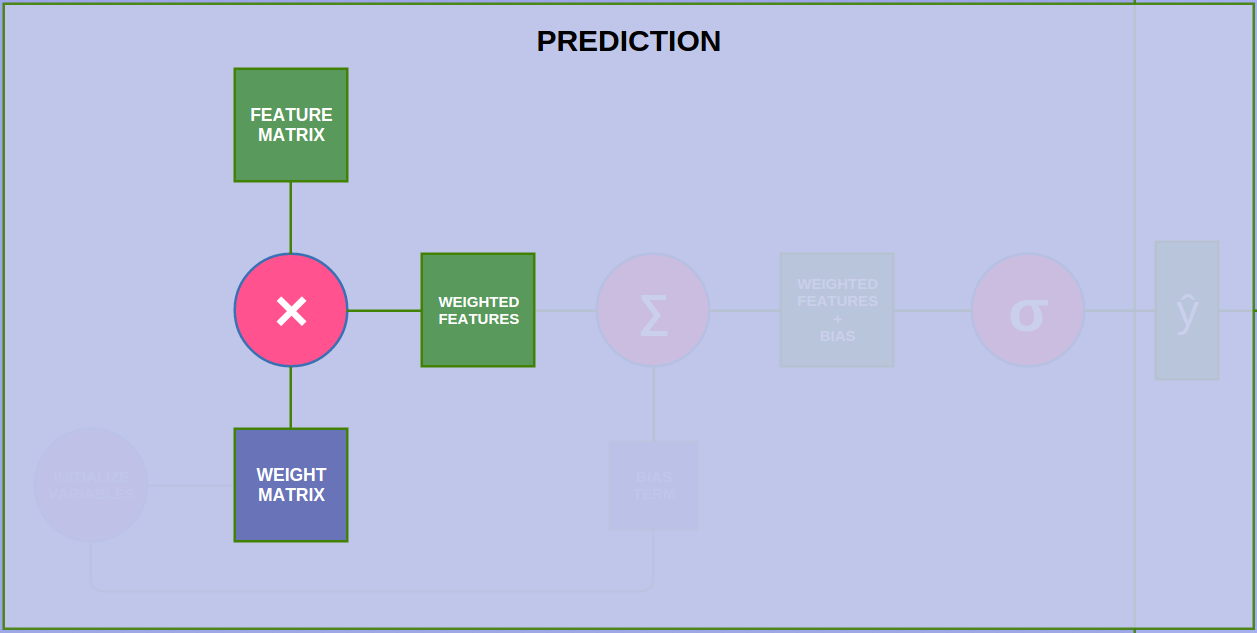 PREDICTION
FEATURE
MATRIX
×
WEIGHTED
FEATURES
Σ
WEIGHTED
FEATURES
+
BIAS
σ
ŷ
INITIALIZE
VARIABLES
WEIGHT
MATRIX
BIAS
TERM